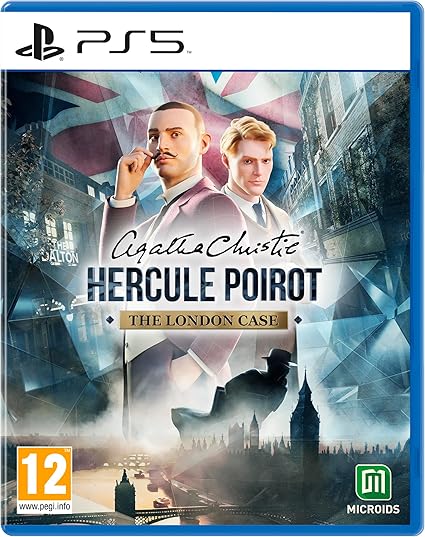 PS5
Agatha Christie
HERCULE POIROT
THE LONDON CASE
THE
DALTON
12
www.pegi.info
MICROIDS